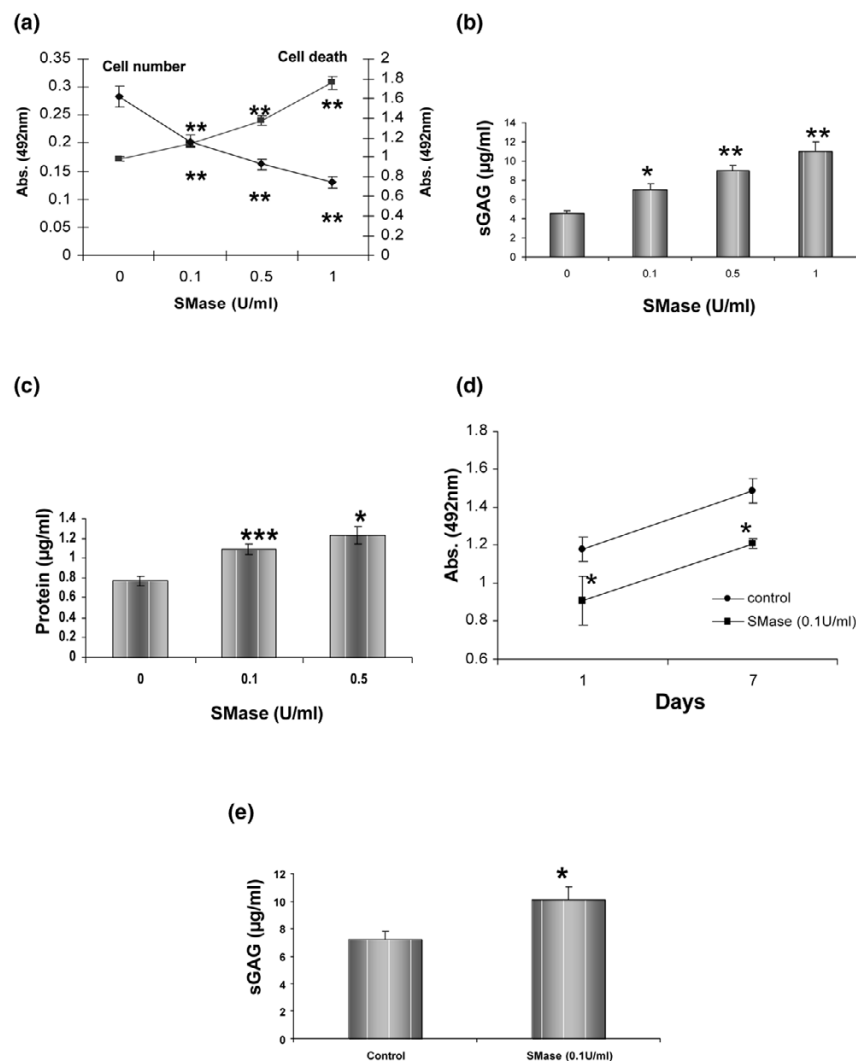 (a)
Cell number
Cell death
0.35
0.3
0.25
0.2
0.15
0.1
0.05
0
Abs. (492nm)
2
1.8
1.6
1.4
1.2
1
0.8
0.6
0.4
0.2
0
Abs. (492nm)
**
**
**
**
**
**
0 0.1 0.5 1
SMase (U/ml)
(b)
sGAG (µg/ml)
14
12
10
8
6
4
2
0
*
**
**
0 0.1 0.5 1
SMase (U/ml)
(c)
Protein (µg/ml)
1.4
1.2
1
0.8
0.6
0.4
0.2
0
***
*
0 0.1 0.5
SMase (U/ml)
(d)
Abs. (492nm)
1.8
1.6
1.4
1.2
1
0.8
0.6
*
*
control
SMase (0.1U/ml)
1 7
Days
(e)
sGAG (µg/ml)
12
10
8
6
4
2
0
*
Control SMase (0.1U/ml)